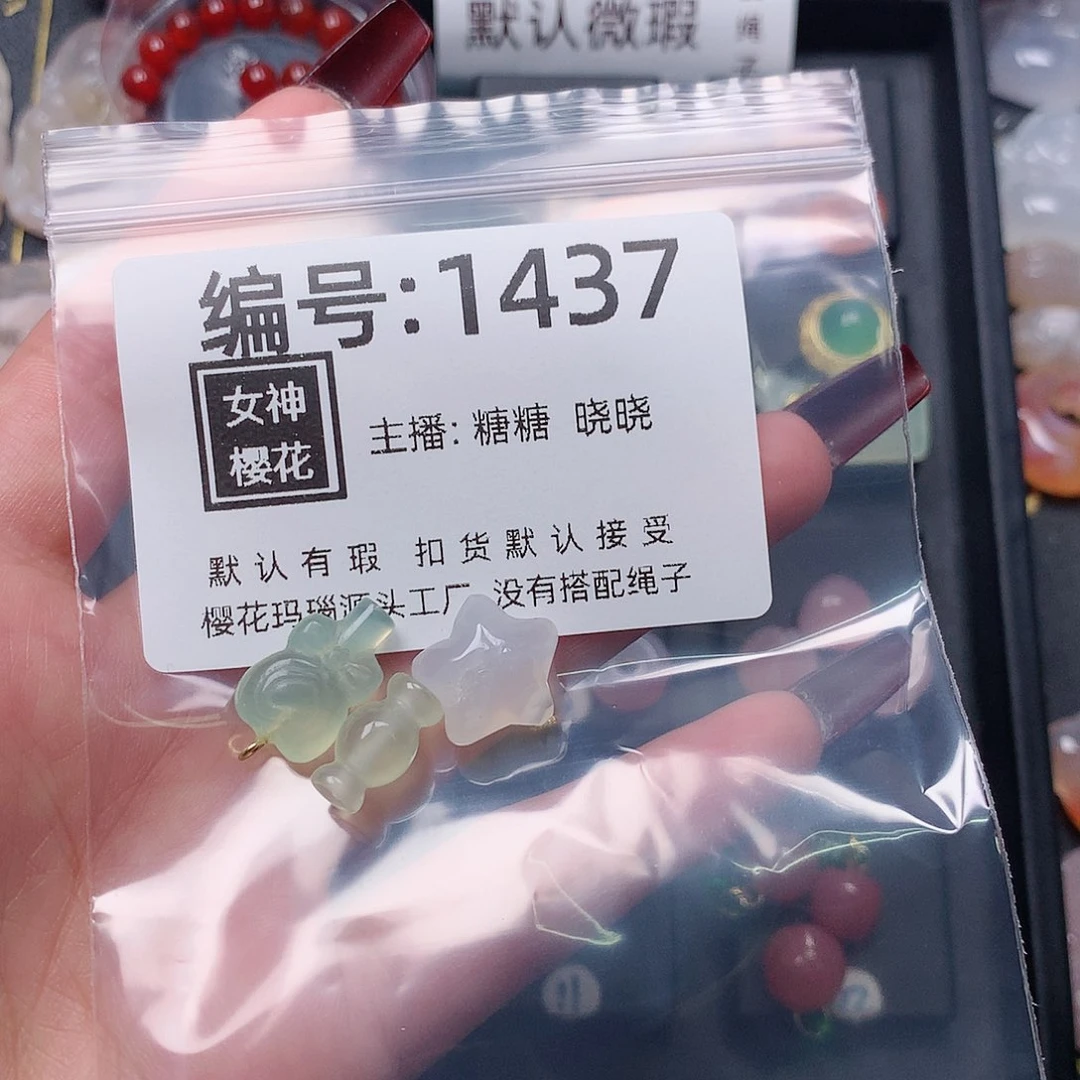 默认微瑕
绳子
编号:1437
女神
樱花
主播: 糖糖 晓晓
默认有瑕 扣货默认接受
樱花玛瑙源头工厂 没有搭配绳子